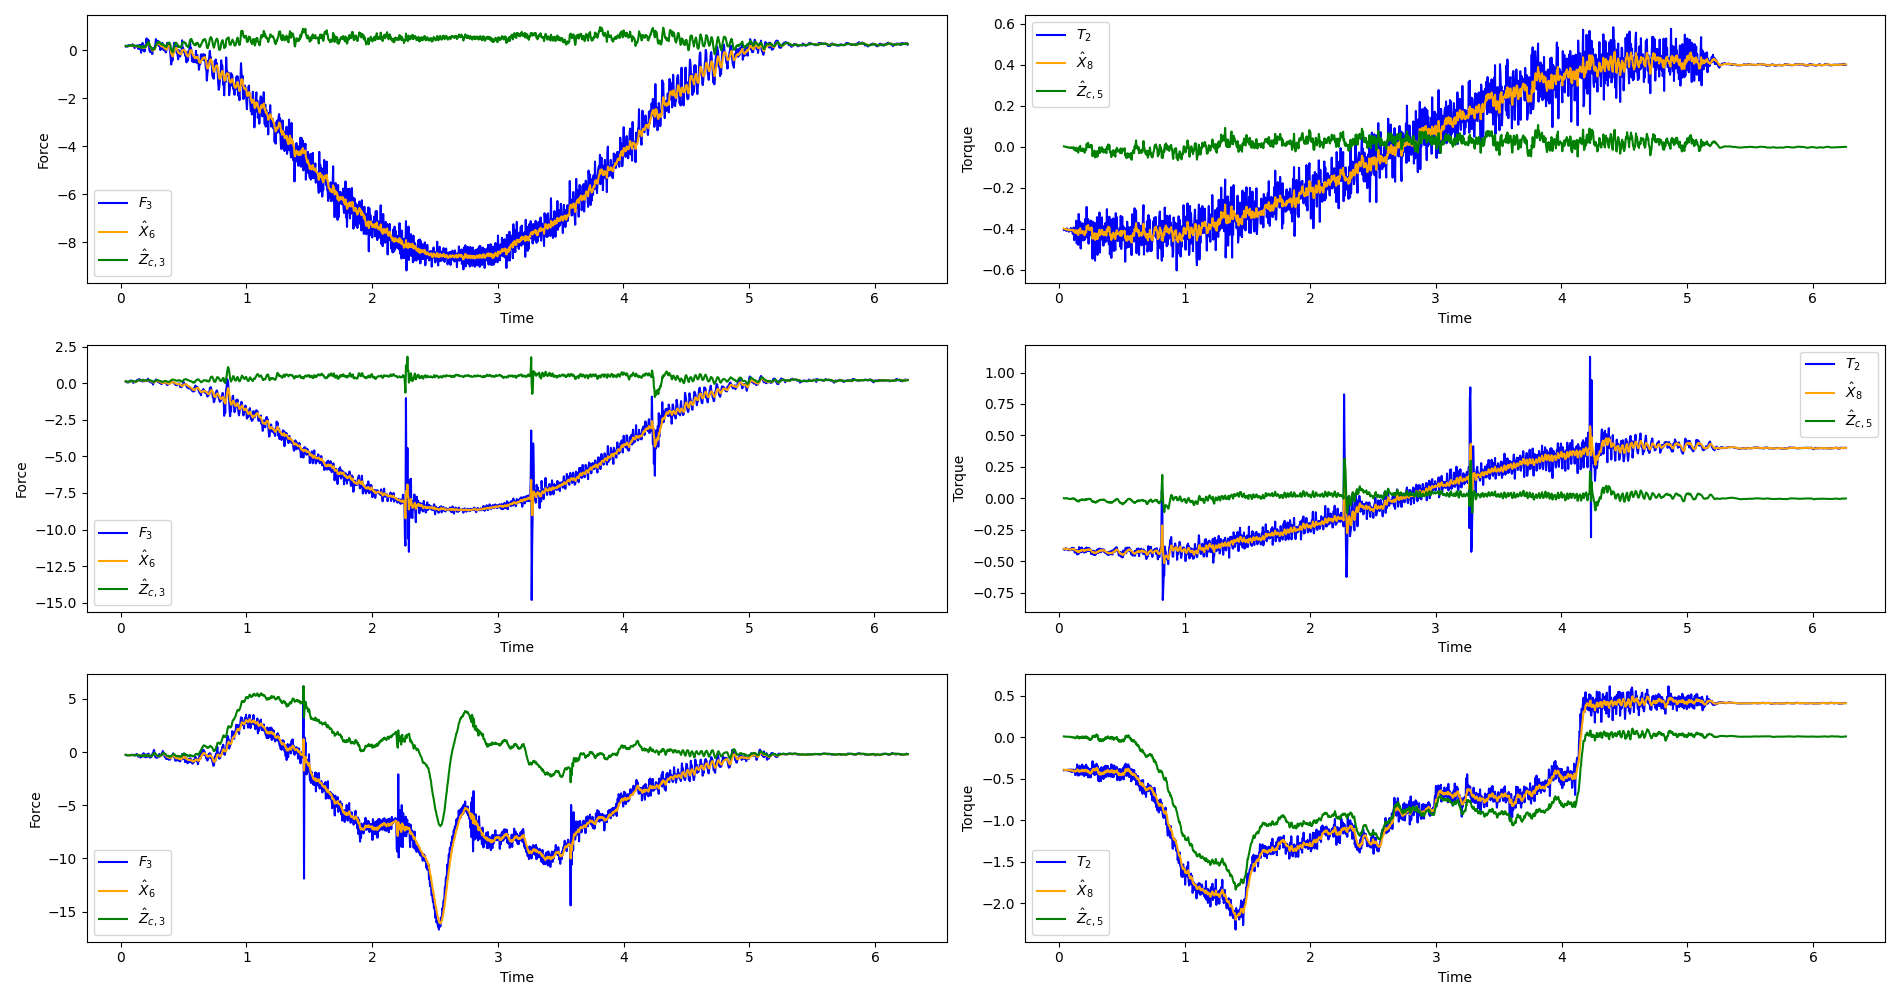 Force
0
−2
−4
−6
−8
F₃
X̂₆
Ẑ_c,3
0 1 2 3 4 5 6
Time
Torque
0.6
0.4
0.2
0.0
−0.2
−0.4
−0.6
T₂
X̂₈
Ẑ_c,5
0 1 2 3 4 5 6
Time
Force
2.5
0.0
−2.5
−5.0
−7.5
−10.0
−12.5
−15.0
F₃
X̂₆
Ẑ_c,3
0 1 2 3 4 5 6
Time
Torque
1.00
0.75
0.50
0.25
0.00
−0.25
−0.50
−0.75
T₂
X̂₈
Ẑ_c,5
0 1 2 3 4 5 6
Time
Force
5
0
−5
−10
−15
F₃
X̂₆
Ẑ_c,3
0 1 2 3 4 5 6
Time
Torque
0.5
0.0
−0.5
−1.0
−1.5
−2.0
T₂
X̂₈
Ẑ_c,5
0 1 2 3 4 5 6
Time